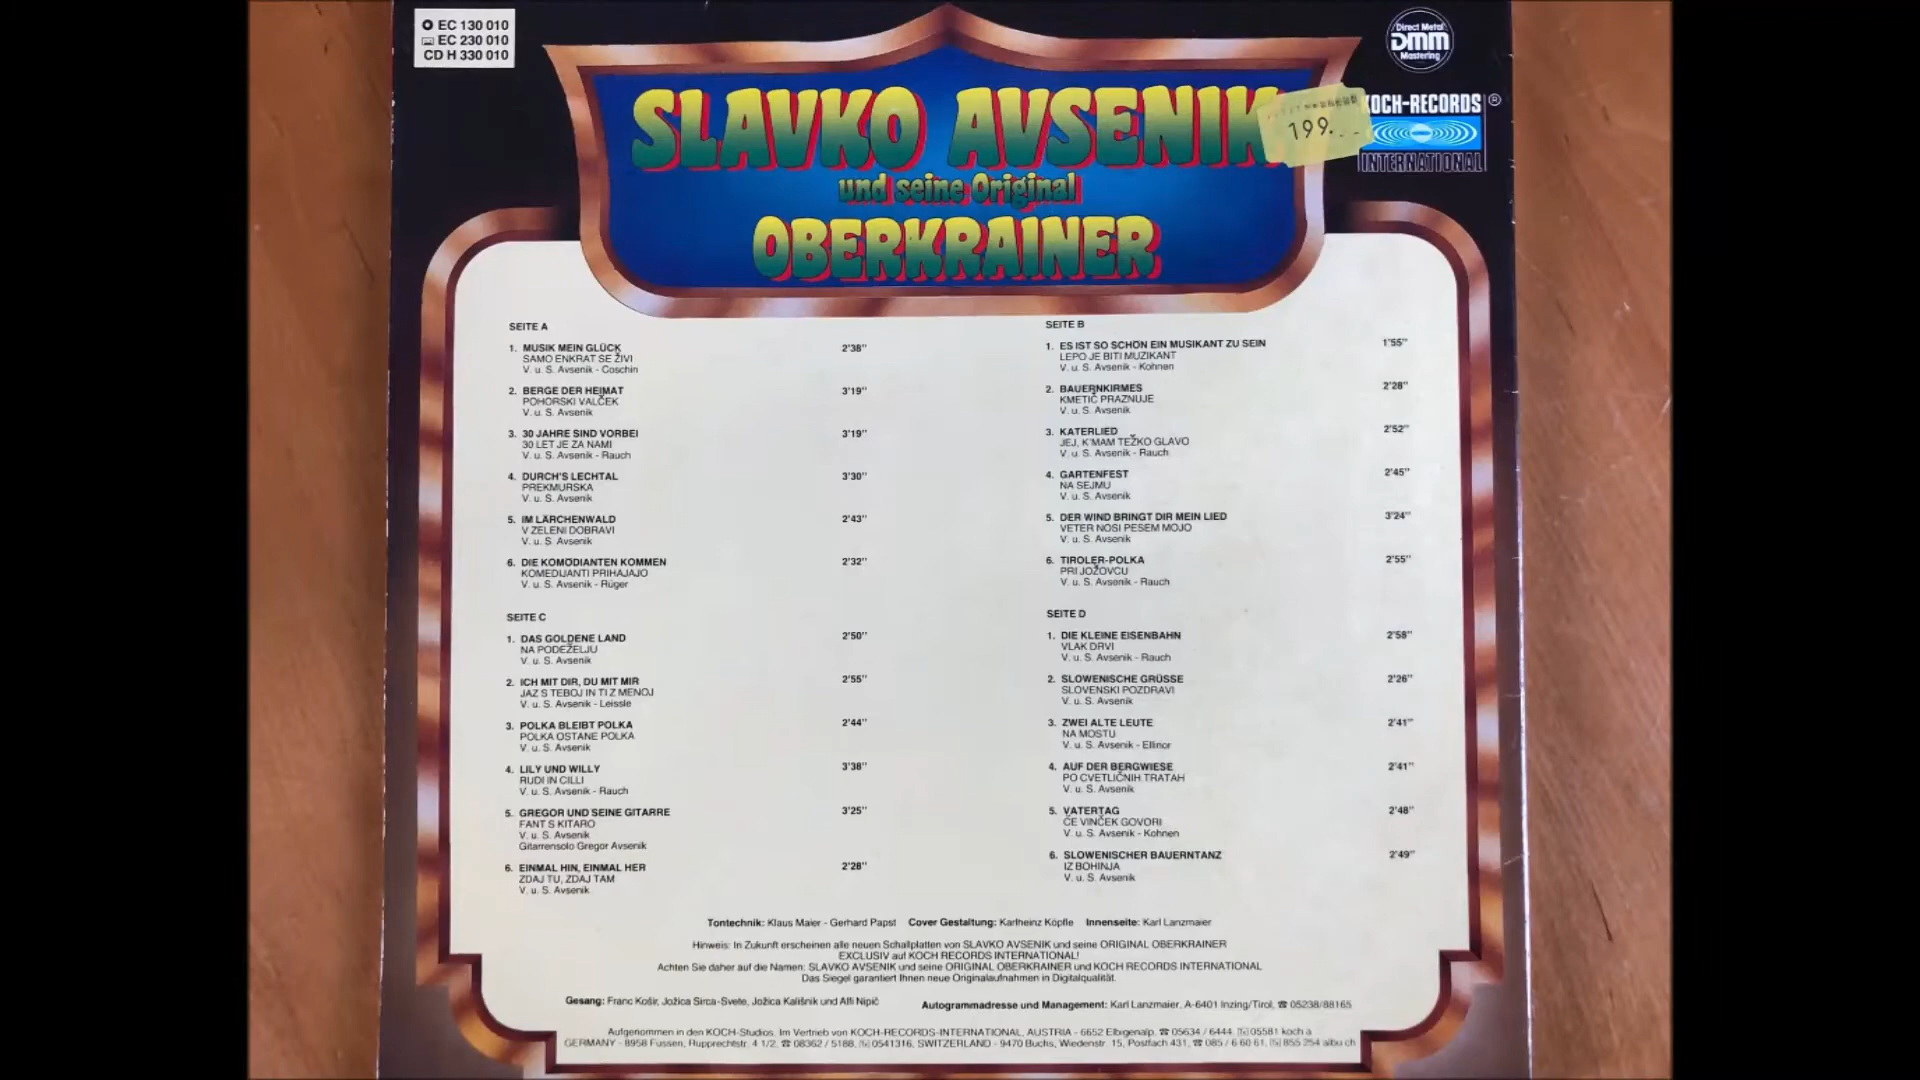 EC 130 010
EC 230 010
CD H 330 010
Direct Metal
DMM
Mastering
KOCH-RECORDS ®
INTERNATIONAL
199.--
SLAVKO AVSENIK
und seine Original
OBERKRAINER
SEITE A
1. MUSIK MEIN GLÜCK 2'38''
SAMO ENKRAT SE ŽIVI
V. u. S. Avsenik - Coschin
2. BERGE DER HEIMAT 3'19''
POHORSKI VALČEK
V. u. S. Avsenik
3. 30 JAHRE SIND VORBEI 3'19''
30 LET JE ZA NAMI
V. u. S. Avsenik - Rauch
4. DURCH'S LECHTAL 3'30''
PREKMURSKA
V. u. S. Avsenik
5. IM LÄRCHENWALD 2'43''
V ZELENI DOBRAVI
V. u. S. Avsenik
6. DIE KOMÖDIANTEN KOMMEN 2'32''
KOMEDIJANTI PRIHAJAJO
V. u. S. Avsenik - Rüger
SEITE B
1. ES IST SO SCHÖN EIN MUSIKANT ZU SEIN 1'55''
LEPO JE BITI MUZIKANT
V. u. S. Avsenik - Kohnen
2. BAUERNKIRMES 2'28''
KMETIČ PRAZNUJE
V. u. S. Avsenik
3. KATERLIED 2'52''
JEJ, K'MAM TEŽKO GLAVO
V. u. S. Avsenik - Rauch
4. GARTENFEST 2'45''
NA SEJMU
V. u. S. Avsenik
5. DER WIND BRINGT DIR MEIN LIED 3'24''
VETER NOSI PESEM MOJO
V. u. S. Avsenik
6. TIROLER-POLKA 2'55''
PRI JOŽOVCU
V. u. S. Avsenik - Rauch
SEITE C
1. DAS GOLDENE LAND 2'50''
NA PODEŽELJU
V. u. S. Avsenik
2. ICH MIT DIR, DU MIT MIR 2'55''
JAZ S TEBOJ IN TI Z MENOJ
V. u. S. Avsenik - Leissle
3. POLKA BLEIBT POLKA 2'44''
POLKA OSTANE POLKA
V. u. S. Avsenik
4. LILY UND WILLY 3'38''
RUDI IN CILLI
V. u. S. Avsenik - Rauch
5. GREGOR UND SEINE GITARRE 3'25''
FANT S KITARO
V. u. S. Avsenik
Gitarrensolo Gregor Avsenik
6. EINMAL HIN, EINMAL HER 2'28''
ZDAJ TU, ZDAJ TAM
V. u. S. Avsenik
SEITE D
1. DIE KLEINE EISENBAHN 2'58''
VLAK DRVI
V. u. S. Avsenik - Rauch
2. SLOWENISCHE GRÜSSE 2'26''
SLOVENSKI POZDRAVI
V. u. S. Avsenik
3. ZWEI ALTE LEUTE 2'41''
NA MOSTU
V. u. S. Avsenik - Ellinor
4. AUF DER BERGWIESE 2'41''
PO CVETLIČNIH TRATAH
V. u. S. Avsenik
5. VATERTAG 2'48''
ČE VINČEK GOVORI
V. u. S. Avsenik - Kohnen
6. SLOWENISCHER BAUERNTANZ 2'49''
IZ BOHINJA
V. u. S. Avsenik
Tontechnik: Klaus Maier - Gerhard Papst Cover Gestaltung: Karlheinz Köpfle Innenseite: Karl Lanzmaier
Hinweis: In Zukunft erscheinen alle neuen Schallplatten von SLAVKO AVSENIK und seine ORIGINAL OBERKRAINER
EXCLUSIV auf KOCH RECORDS INTERNATIONAL!
Achten Sie daher auf die Namen: SLAVKO AVSENIK und seine ORIGINAL OBERKRAINER und KOCH RECORDS INTERNATIONAL
Das Siegel garantiert Ihnen neue Originalaufnahmen in Digitalqualität.
Gesang: Franc Košir, Jožica Sirca-Svete, Jožica Kališnik und Alfi Nipič Autogrammadresse und Management: Karl Lanzmaier, A-6401 Inzing/Tirol, ☎ 05238/88165
Aufgenommen in den KOCH-Studios. Im Vertrieb von KOCH-RECORDS-INTERNATIONAL, AUSTRIA - 6652 Elbigenalp, ☎ 05634 / 6444, 05581 koch a
GERMANY - 8958 Füssen, Rupprechtstr. 4 1/2, ☎ 08362 / 5188, 0541316, SWITZERLAND - 9470 Buchs, Wiedenstr. 15, Postfach 431, ☎ 085 / 6 60 61, 855 254 albu ch